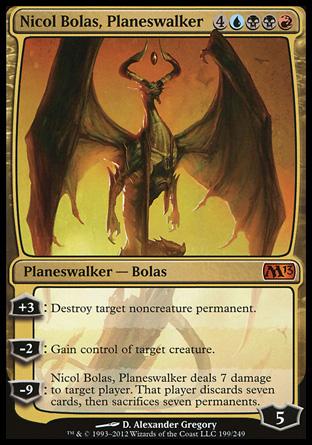 Nicol Bolas, Planeswalker 4
Planeswalker — Bolas M13
+3 : Destroy target noncreature permanent.
-2 : Gain control of target creature.
-9 : Nicol Bolas, Planeswalker deals 7 damage
to target player. That player discards seven
cards, then sacrifices seven permanents.
5
D. Alexander Gregory
™ & © 1993–2012 Wizards of the Coast LLC 199/249